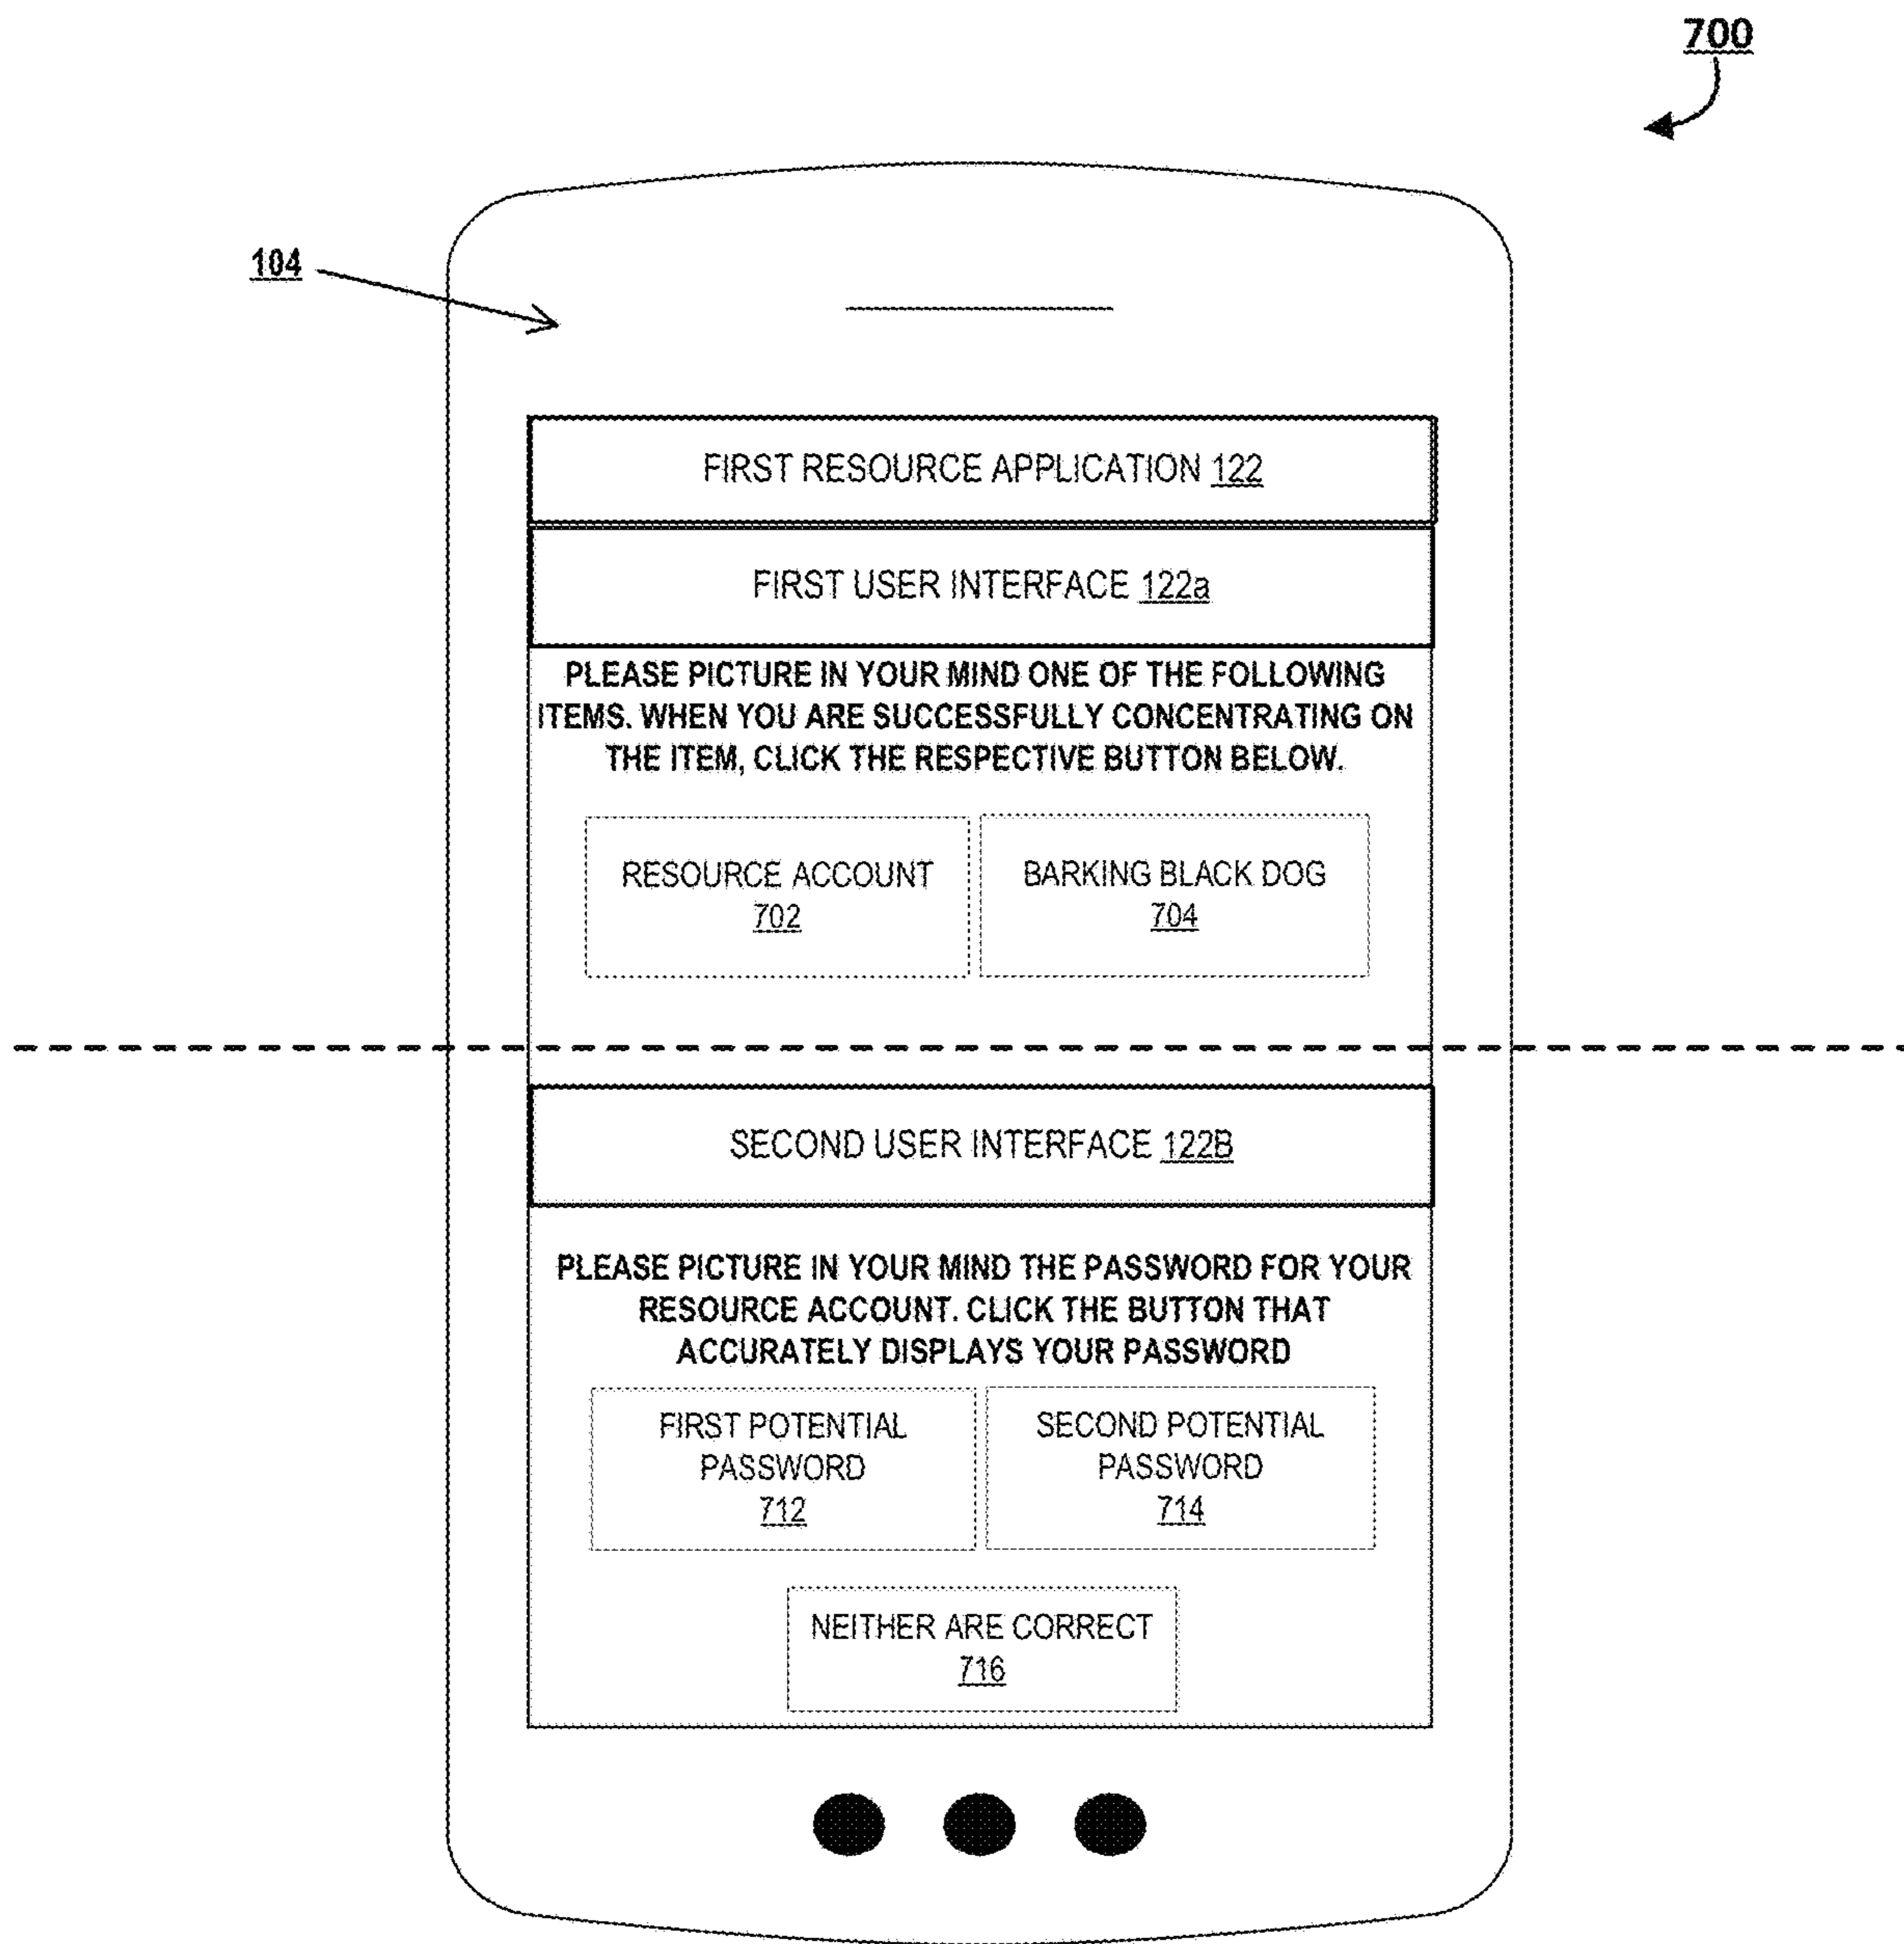 700
104
FIRST RESOURCE APPLICATION 122
FIRST USER INTERFACE 122a
PLEASE PICTURE IN YOUR MIND ONE OF THE FOLLOWING
ITEMS. WHEN YOU ARE SUCCESSFULLY CONCENTRATING ON
THE ITEM, CLICK THE RESPECTIVE BUTTON BELOW.
RESOURCE ACCOUNT
702
BARKING BLACK DOG
704
SECOND USER INTERFACE 122B
PLEASE PICTURE IN YOUR MIND THE PASSWORD FOR YOUR
RESOURCE ACCOUNT. CLICK THE BUTTON THAT
ACCURATELY DISPLAYS YOUR PASSWORD
FIRST POTENTIAL
PASSWORD
712
SECOND POTENTIAL
PASSWORD
714
NEITHER ARE CORRECT
716